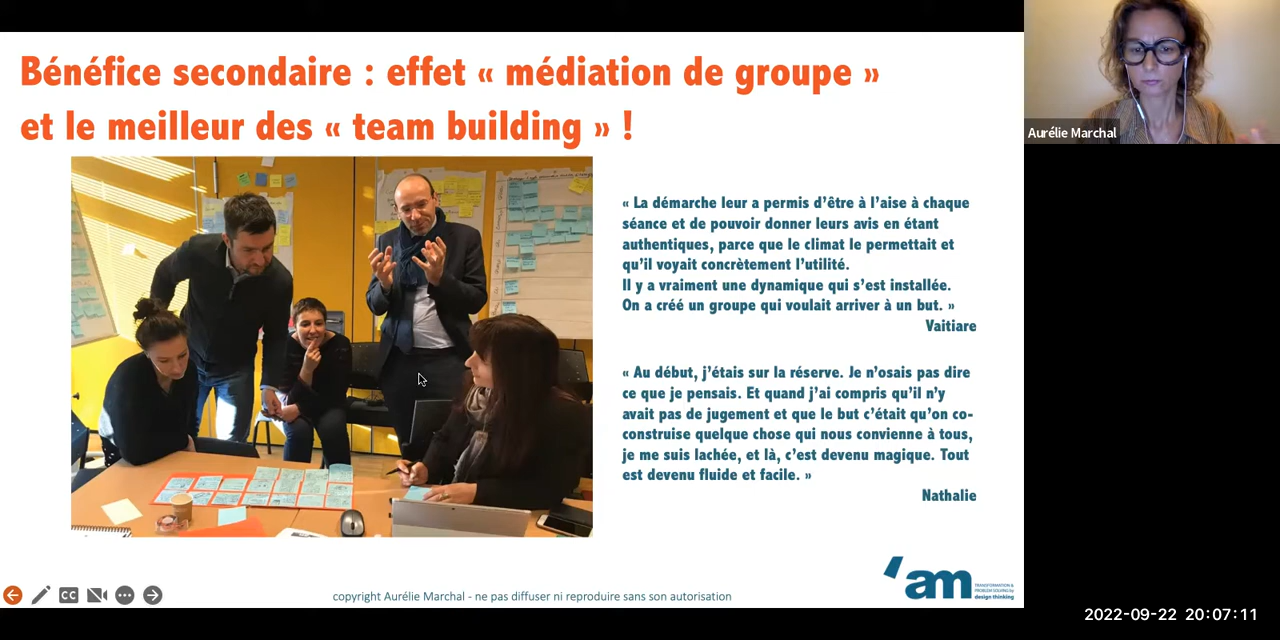 Bénéfice secondaire : effet « médiation de groupe »
et le meilleur des « team building » !
Aurélie Marchal
« La démarche leur a permis d'être à l'aise à chaque
séance et de pouvoir donner leurs avis en étant
authentiques, parce que le climat le permettait et
qu'il voyait concrètement l'utilité.
Il y a vraiment une dynamique qui s'est installée.
On a créé un groupe qui voulait arriver à un but. »
Vaitiare
« Au début, j'étais sur la réserve. Je n'osais pas dire
ce que je pensais. Et quand j'ai compris qu'il n'y
avait pas de jugement et que le but c'était qu'on co-
construise quelque chose qui nous convienne à tous,
je me suis lachée, et là, c'est devenu magique. Tout
est devenu fluide et facile. »
Nathalie
'am
TRANSFORMATION &
PROBLEM SOLVING by
design thinking
CC
copyright Aurélie Marchal - ne pas diffuser ni reproduire sans son autorisation
2022-09-22 20:07:11